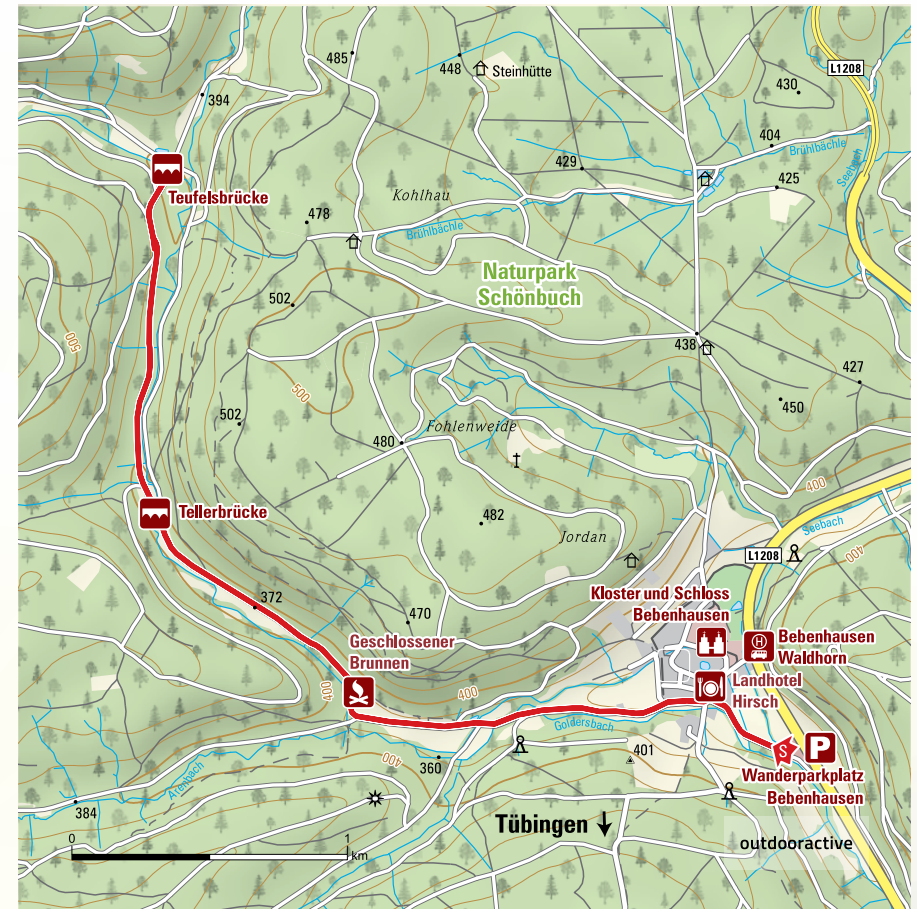 485
448
Steinhütte
L1208
430
394
404
Brühlbächle
429
Seebach
Teufelsbrücke
425
Kohlhau
478
Brühlbächle
Naturpark
Schönbuch
502
500
438
427
500
450
502
Fohlenweide
480
400
Tellerbrücke
482
Seebach
Jordan
L1208
400
372
Kloster und Schloss
Bebenhausen
470
Geschlossener
Brunnen
H
Bebenhausen
Waldhorn
400
400
Landhotel
Hirsch
Goldersbach
401
S
P
400
360
Arenbach
Wanderparkplatz
Bebenhausen
384
Tübingen
0
1
km
outdooractive